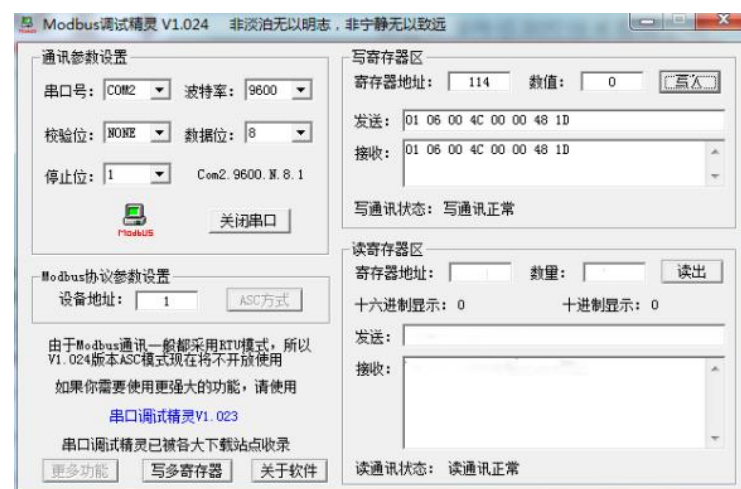 Modbus调试精灵 V1.024 非淡泊无以明志，非宁静无以致远
通讯参数设置
串口号： COM2 波特率： 9600
校验位： NONE 数据位： 8
停止位： 1 Com2.9600.N.8.1
ModbUS
关闭串口
Modbus协议参数设置
设备地址： 1 ASC方式
由于Modbus通讯一般都采用RTU模式，所以
V1.024版本ASC模式现在将不开放使用
如果你需要使用更强大的功能，请使用
串口调试精灵V1.023
串口调试精灵已被各大下载站点收录
更多功能 写多寄存器 关于软件
写寄存器区
寄存器地址： 114 数值： 0 写入
发送： 01 06 00 4C 00 00 48 1D
接收： 01 06 00 4C 00 00 48 1D
写通讯状态： 写通讯正常
读寄存器区
寄存器地址： 数量： 读出
十六进制显示： 0 十进制显示： 0
发送：
接收：
读通讯状态： 读通讯正常